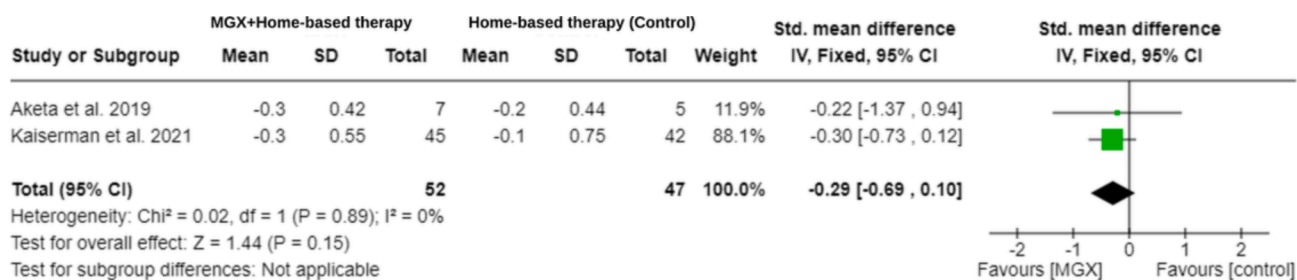 MGX+Home-based therapy Home-based therapy (Control) Std. mean difference Std. mean difference
Study or Subgroup Mean SD Total Mean SD Total Weight IV, Fixed, 95% CI IV, Fixed, 95% CI
Aketa et al. 2019 -0.3 0.42 7 -0.2 0.44 5 11.9% -0.22 [-1.37 , 0.94]
Kaiserman et al. 2021 -0.3 0.55 45 -0.1 0.75 42 88.1% -0.30 [-0.73 , 0.12]
Total (95% CI) 52 47 100.0% -0.29 [-0.69 , 0.10]
Heterogeneity: Chi² = 0.02, df = 1 (P = 0.89); I² = 0%
Test for overall effect: Z = 1.44 (P = 0.15)
Test for subgroup differences: Not applicable
-2 -1 0 1 2
Favours [MGX] Favours [control]